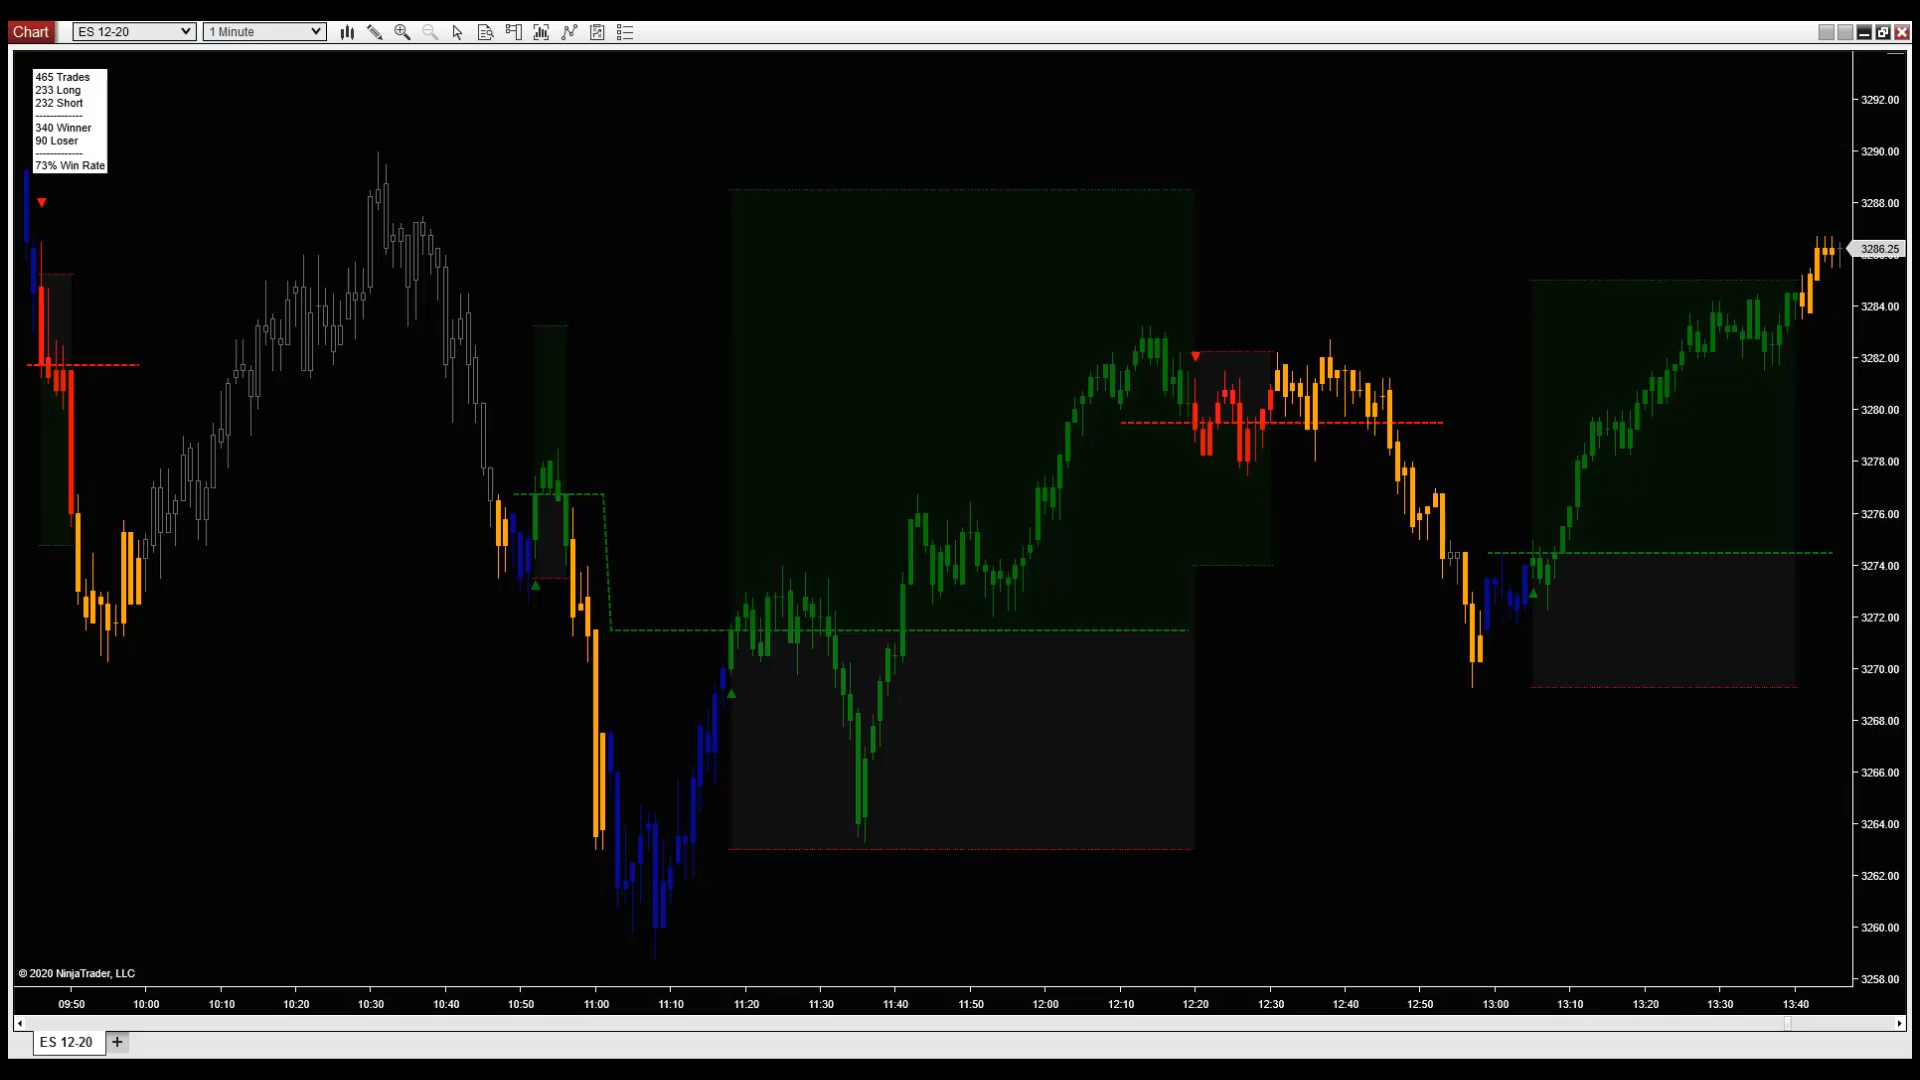 Chart ES 12-20 1 Minute
465 Trades
233 Long
232 Short
-------------
340 Winner
90 Loser
-------------
73% Win Rate
3292.00
3290.00
3288.00
3286.25
3284.00
3282.00
3280.00
3278.00
3276.00
3274.00
3272.00
3270.00
3268.00
3266.00
3264.00
3262.00
3260.00
3258.00
© 2020 NinjaTrader, LLC
09:50 10:00 10:10 10:20 10:30 10:40 10:50 11:00 11:10 11:20 11:30 11:40 11:50 12:00 12:10 12:20 12:30 12:40 12:50 13:00 13:10 13:20 13:30 13:40
ES 12-20 +